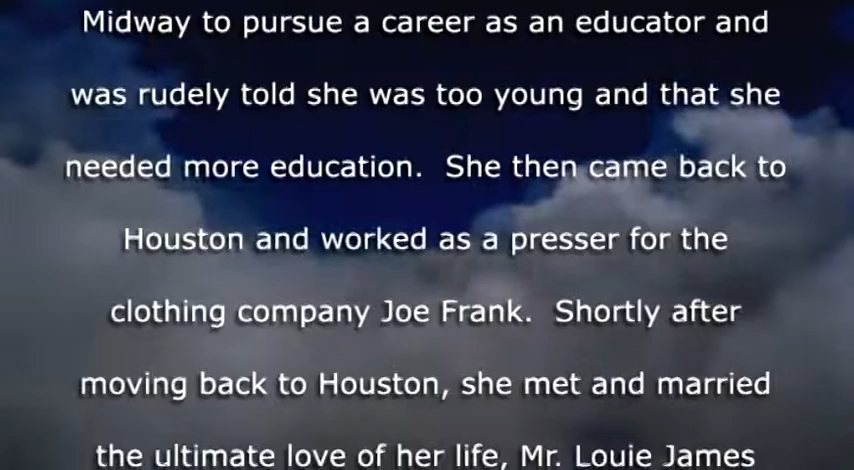 Midway to pursue a career as an educator and
was rudely told she was too young and that she
needed more education.  She then came back to
Houston and worked as a presser for the
clothing company Joe Frank.  Shortly after
moving back to Houston, she met and married
the ultimate love of her life, Mr. Louie James